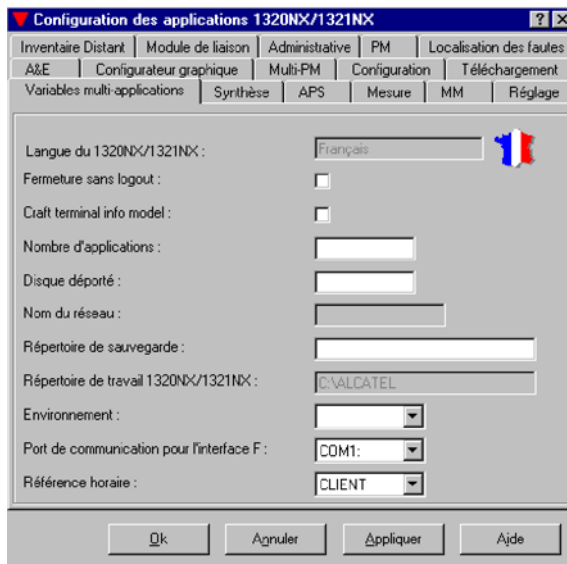 Configuration des applications 1320NX/1321NX
Inventaire Distant Module de liaison Administrative PM Localisation des fautes
A&E Configurateur graphique Multi-PM Configuration Téléchargement
Variables multi-applications Synthèse APS Mesure MM Réglage
Langue du 1320NX/1321NX : Français
Fermeture sans logout :
Craft terminal info model :
Nombre d'applications :
Disque déporté :
Nom du réseau :
Répertoire de sauvegarde :
Répertoire de travail 1320NX/1321NX : C:\ALCATEL
Environnement :
Port de communication pour l'interface F : COM1:
Référence horaire : CLIENT
Ok Annuler Appliquer Aide